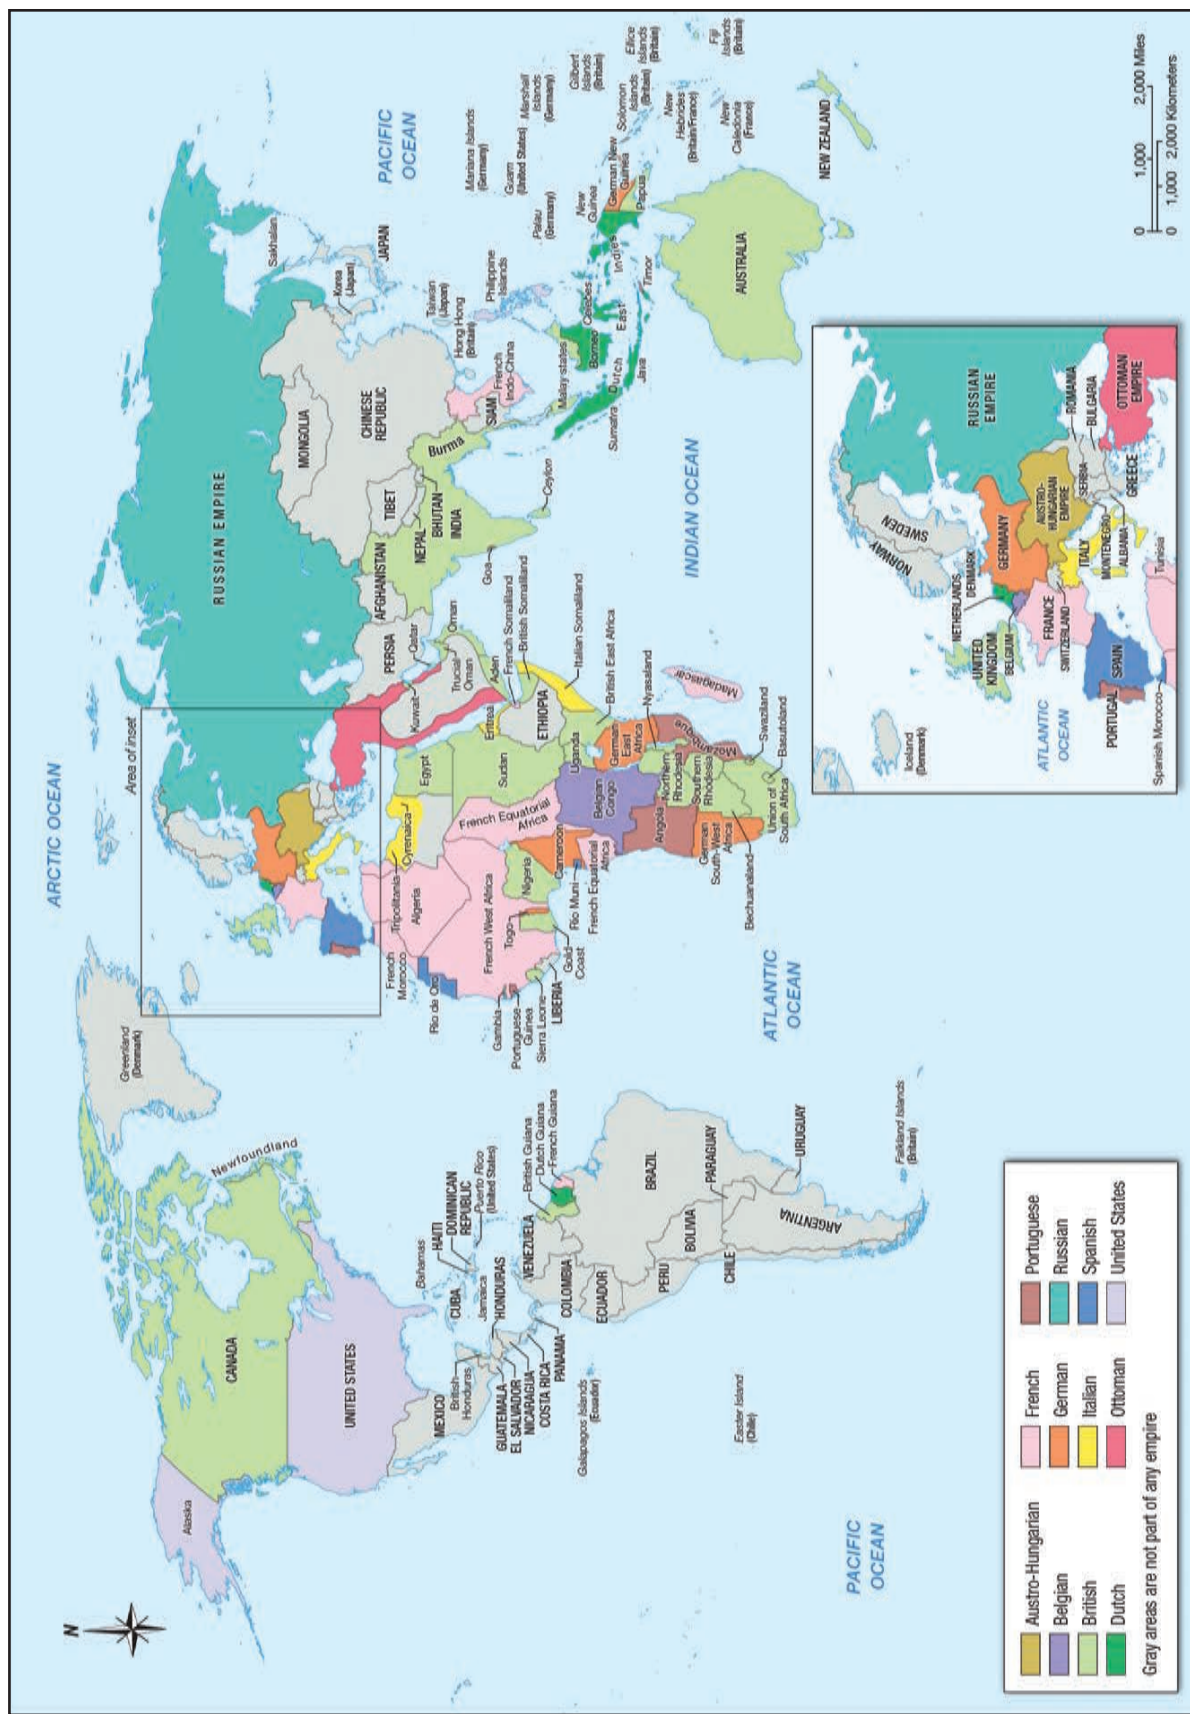 ARCTIC OCEAN
N
Alaska
CANADA
Newfoundland
UNITED STATES
Greenland
(Denmark)
Area of inset
RUSSIAN EMPIRE
Sakhalan
MONGOLIA
CHINESE
REPUBLIC
TIBET
Korea
(Japan)
JAPAN
PACIFIC
OCEAN
AFGHANISTAN
PERSIA
NEPAL
BHUTAN
INDIA
Burma
SIAM
French
Indo-China
Taiwan
(Japan)
Hong Hong
(Britain)
Philippine
Islands
Mariana Islands
(Germany)
Guam
(United States)
Marshall
Islands
(Germany)
Palau
(Germany)
Gilbert
Islands
(Britain)
Ellice
Islands
(Britain)
Fiji
Islands
(Britain)
Solomon
Islands
(Britain)
New
Hebrides
(Britain/France)
New
Caledonia
(France)
New
Guinea
German New
Guinea
Papua
Malay states
Borneo
Celebes
Dutch East Indies
Sumatra
Java
Timor
AUSTRALIA
NEW ZEALAND
Goa
Ceylon
INDIAN OCEAN
Kuwait
Qatar
Trucial
Oman
Oman
Aden
French Somaliland
British Somaliland
Italian Somaliland
Eritrea
ETHIOPIA
British East Africa
French
Morocco
Algeria
Tripolitania
Cyrenaica
Egypt
Rio de Oro
French West Africa
French Equatorial
Africa
Sudan
Gambia
Portuguese
Guinea
Sierra Leone
LIBERIA
Gold
Coast
Togo
Nigeria
Cameroon
Rio Muni
French Equatorial
Africa
Belgian
Congo
Uganda
German
East
Africa
Nyasaland
Angola
Northern
Rhodesia
Southern
Rhodesia
Mozambique
Madagascar
German
South-West
Africa
Bechuanaland
Union of
South Africa
Swaziland
Basutoland
ATLANTIC
OCEAN
MEXICO
British
Honduras
GUATEMALA
EL SALVADOR
NICARAGUA
COSTA RICA
PANAMA
Bahamas
CUBA
HAITI
DOMINICAN
REPUBLIC
Puerto Rico
(United States)
Jamaica
HONDURAS
VENEZUELA
British Guiana
Dutch Guiana
French Guiana
COLOMBIA
ECUADOR
PERU
BRAZIL
BOLIVIA
PARAGUAY
CHILE
ARGENTINA
URUGUAY
Galapagos Islands
(Ecuador)
Easter Island
(Chile)
Falkland Islands
(Britain)
PACIFIC
OCEAN
Iceland
(Denmark)
NORWAY
SWEDEN
RUSSIAN
EMPIRE
NETHERLANDS
DENMARK
UNITED
KINGDOM
BELGIUM
GERMANY
ATLANTIC
OCEAN
FRANCE
SWITZERLAND
AUSTRO-
HUNGARIAN
EMPIRE
ROMANIA
BULGARIA
SERBIA
ITALY
MONTENEGRO
ALBANIA
GREECE
OTTOMAN
EMPIRE
PORTUGAL
SPAIN
Spanish Morocco
Tunisia
0 1,000 2,000 Miles
0 1,000 2,000 Kilometers
Austro-Hungarian
Belgian
British
Dutch
French
German
Italian
Ottoman
Portuguese
Russian
Spanish
United States
Gray areas are not part of any empire